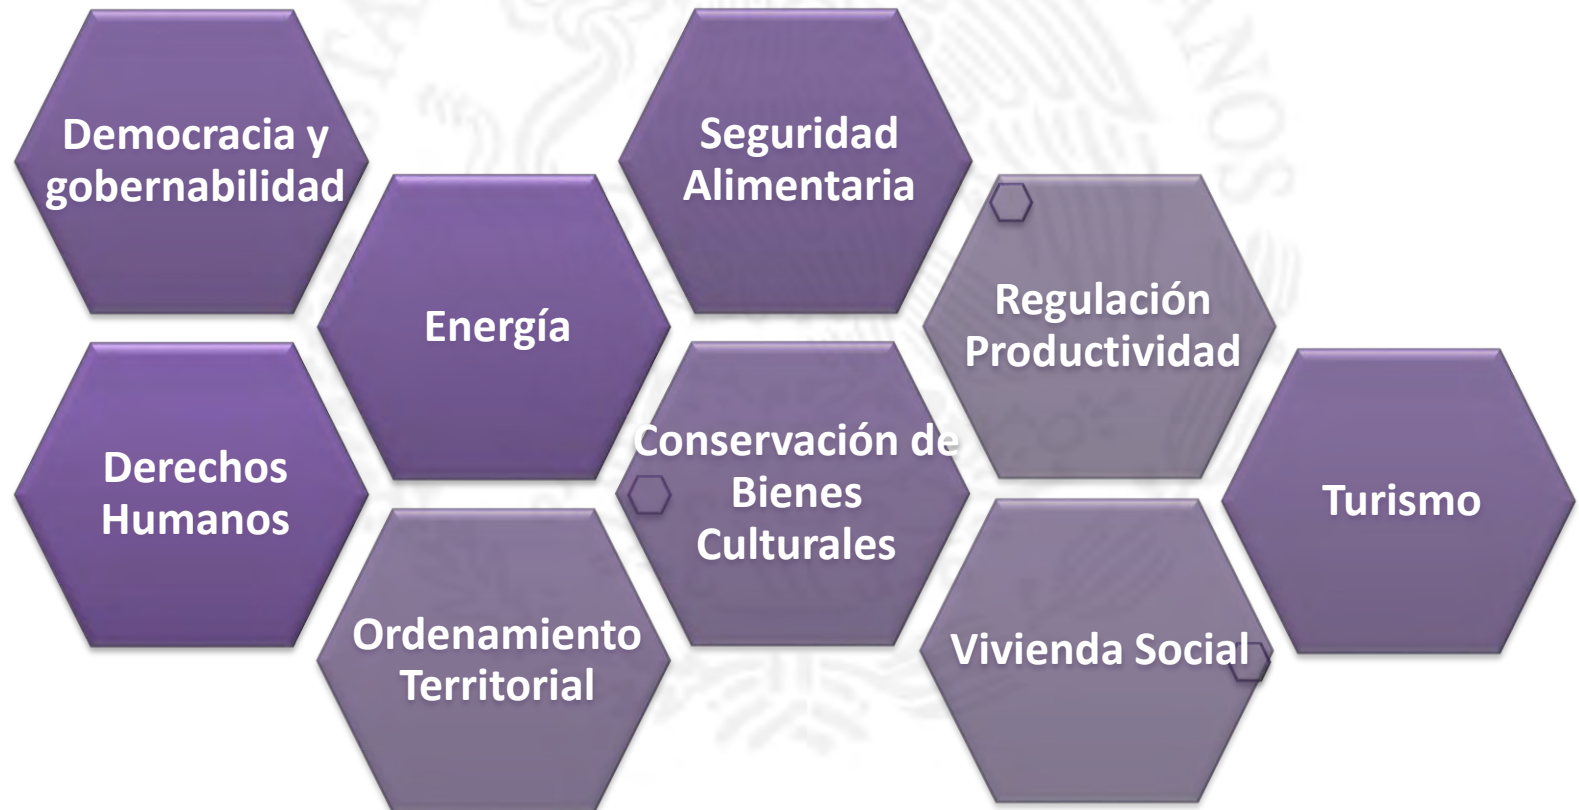 Democracia y
gobernabilidad
Seguridad
Alimentaria
Energía
Regulación
Productividad
Derechos
Humanos
Conservación de
Bienes
Culturales
Turismo
Ordenamiento
Territorial
Vivienda Social